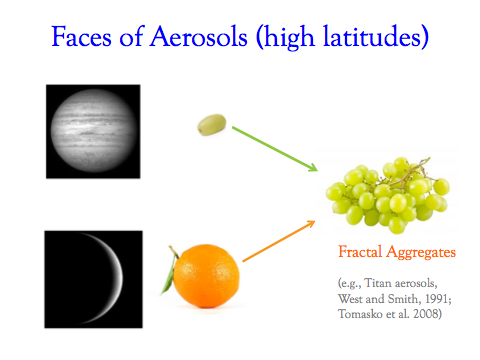 Faces of Aerosols (high latitudes)
Fractal Aggregates
(e.g., Titan aerosols,
West and Smith, 1991;
Tomasko et al. 2008)